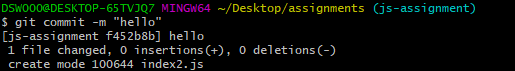 DSWOOO@DESKTOP-65TVJQ7 MINGW64 ~/Desktop/assignments (js-assignment)
$ git commit -m "hello"
[js-assignment f452b8b] hello
 1 file changed, 0 insertions(+), 0 deletions(-)
 create mode 100644 index2.js